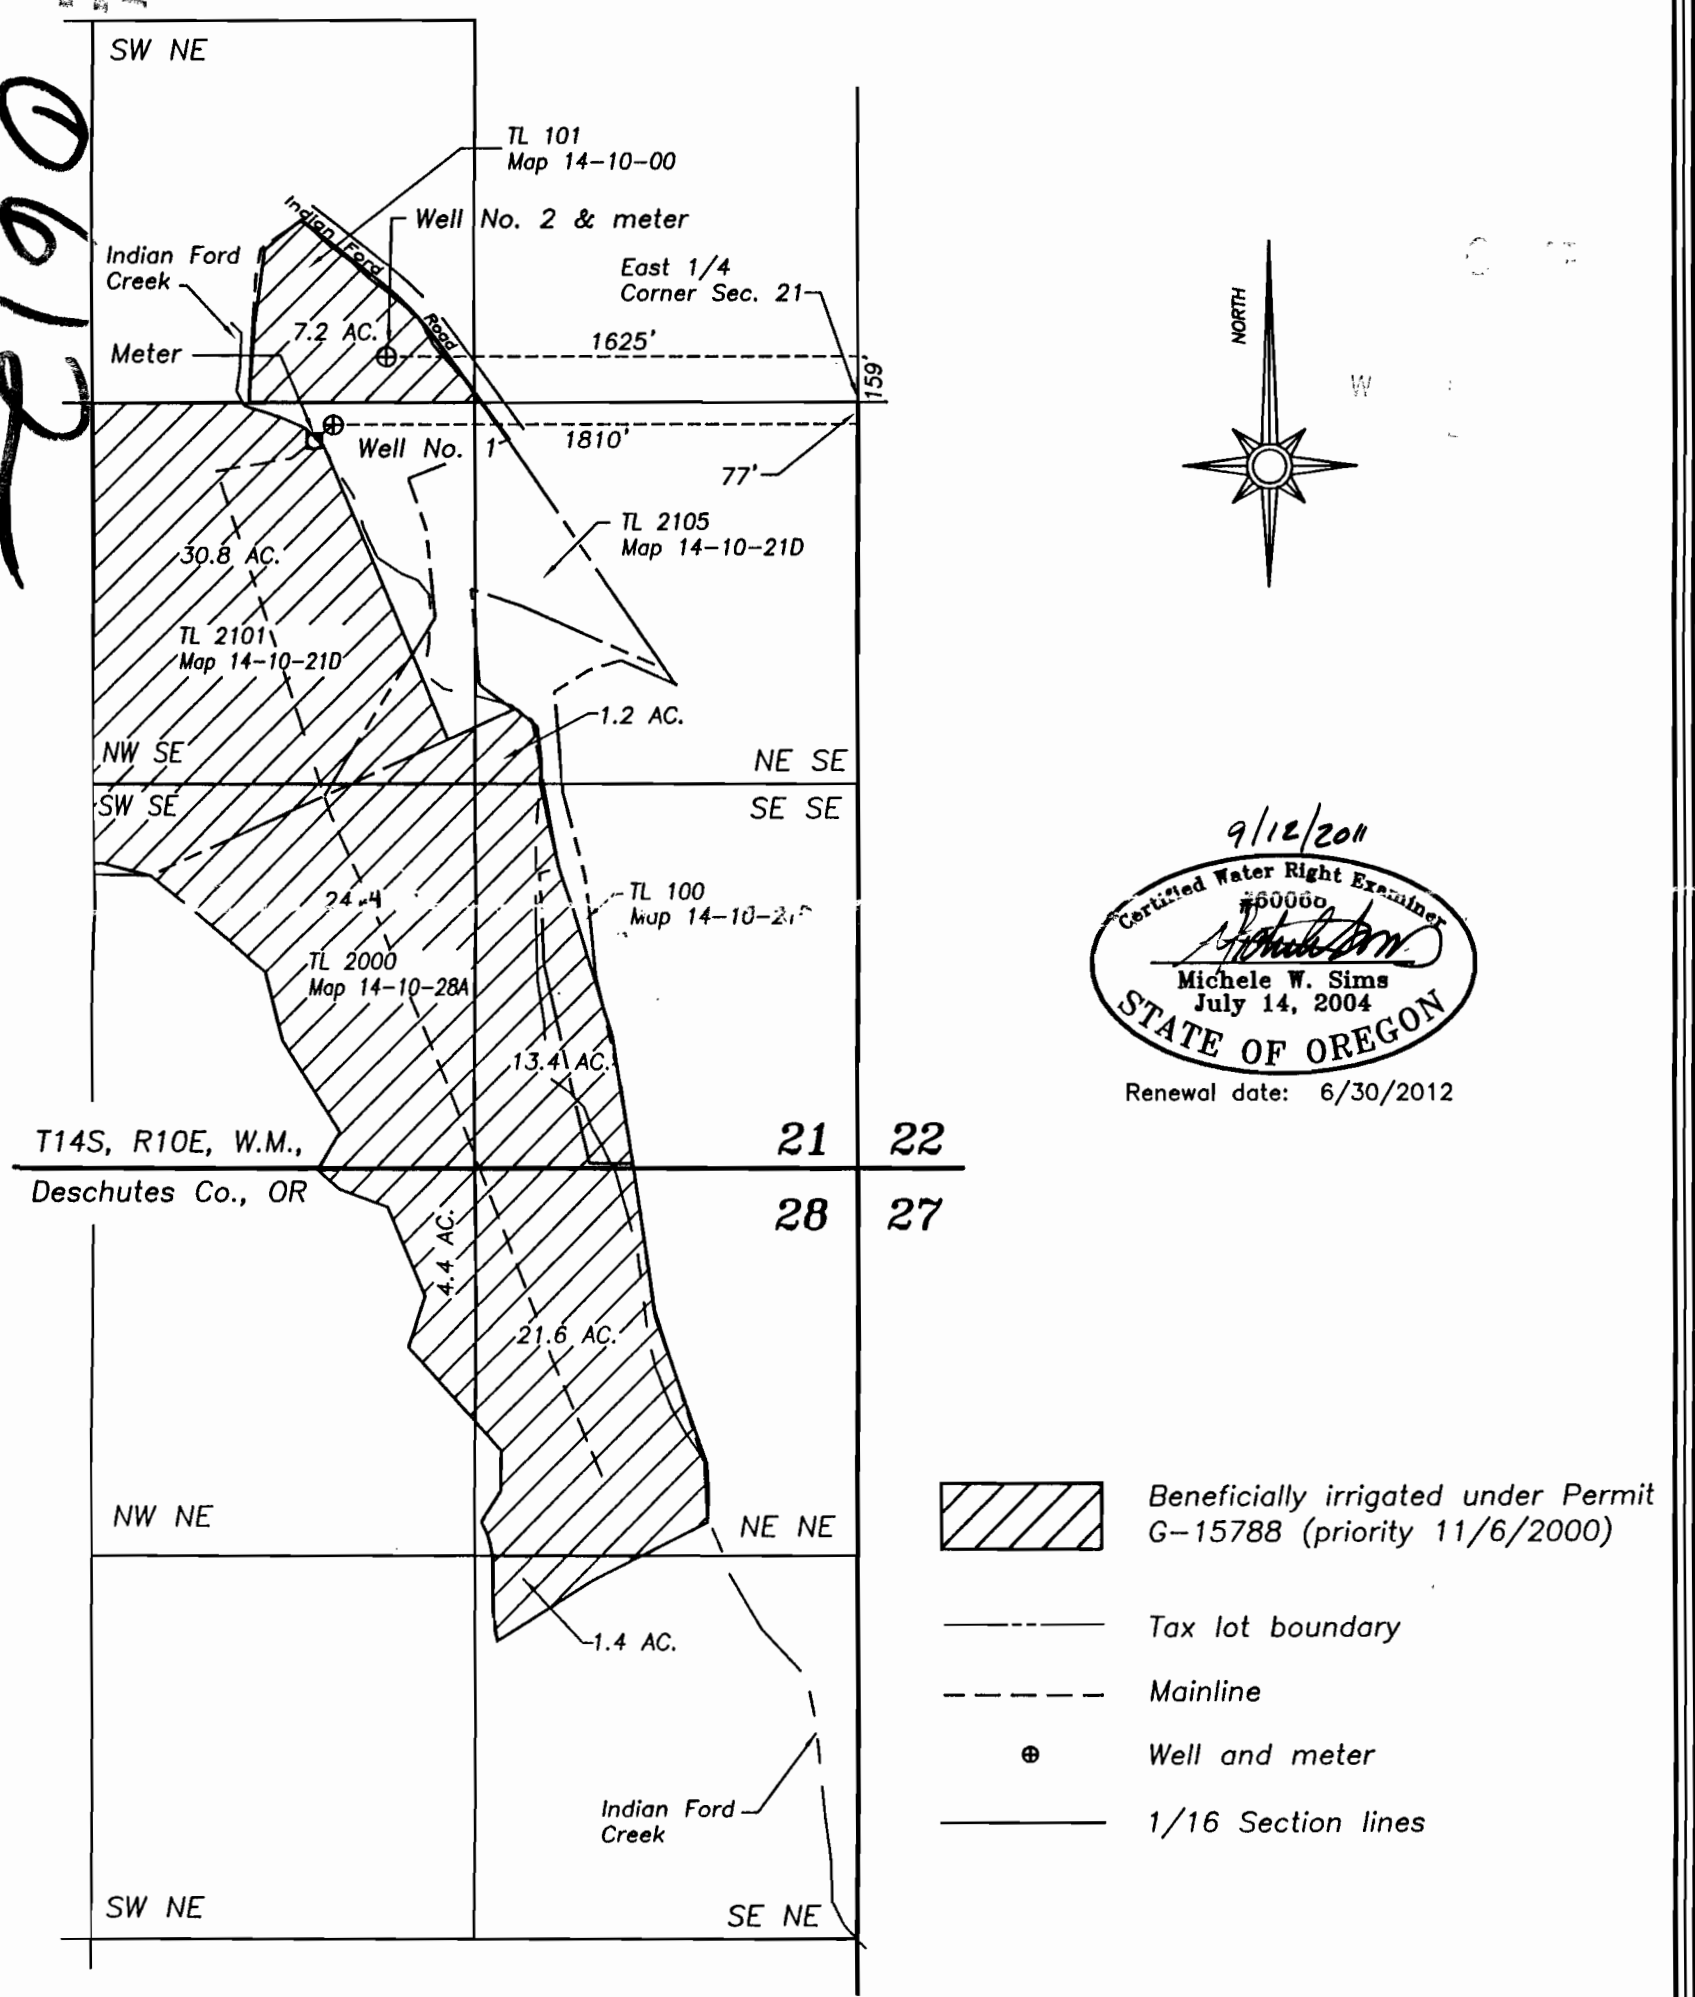 SW NE
TL 101
Map 14-10-00
Indian Ford Road
Well No. 2 & meter
Indian Ford
Creek
East 1/4
Corner Sec. 21
7.2 AC.
1625'
159'
Meter
Well No. 1
1810'
77'
TL 2105
Map 14-10-21D
30.8 AC.
TL 2101
Map 14-10-21D
1.2 AC.
NW SE
NE SE
SW SE
SE SE
24.4
TL 100
TL 2000
Map 14-10-28A
13.4 AC.
T14S, R10E, W.M.,
21
22
Deschutes Co., OR
28
27
4.4 AC.
21.6 AC.
NW NE
NE NE
1.4 AC.
Indian Ford
Creek
SW NE
SE NE
NORTH
W
9/12/2011
Certified Water Right Examiner
Michele W. Sims
July 14, 2004
STATE OF OREGON
Renewal date: 6/30/2012
Beneficially irrigated under Permit
G-15788 (priority 11/6/2000)
Tax lot boundary
Mainline
Well and meter
1/16 Section lines